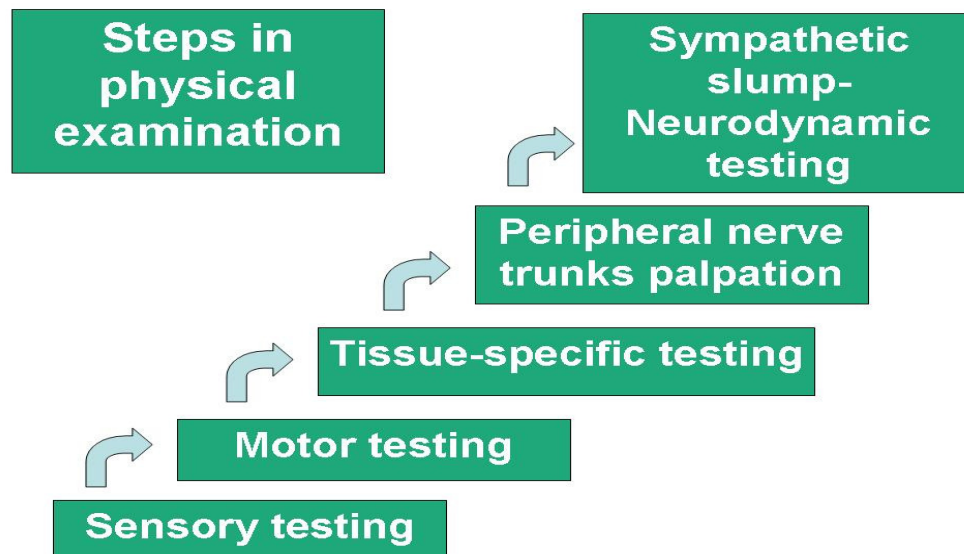 Steps in
physical
examination
Sympathetic
slump-
Neurodynamic
testing
Peripheral nerve
trunks palpation
Tissue-specific testing
Motor testing
Sensory testing